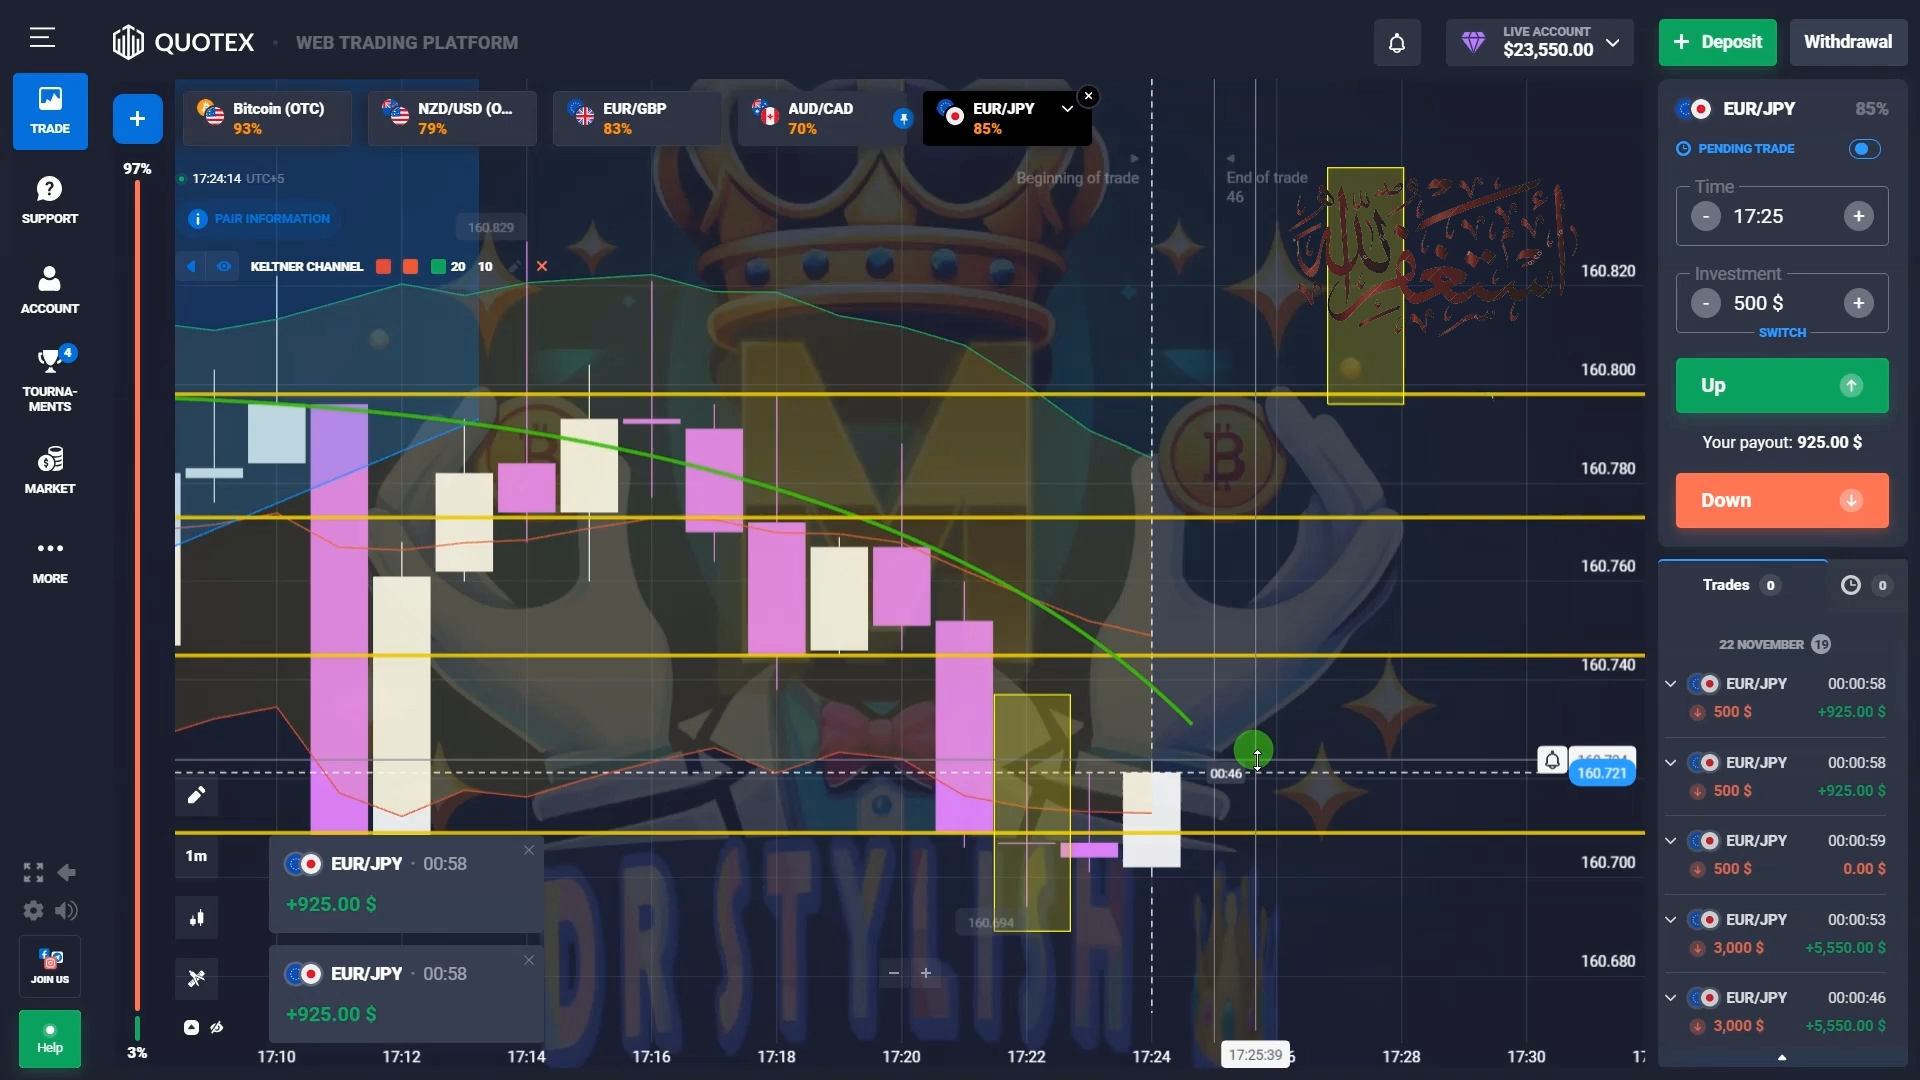 QUOTEX
WEB TRADING PLATFORM
LIVE ACCOUNT
$23,550.00
+ Deposit
Withdrawal
TRADE
SUPPORT
ACCOUNT
4
TOURNA-
MENTS
MARKET
MORE
JOIN US
Help
+
97%
3%
Bitcoin (OTC)
93%
NZD/USD (O...
79%
EUR/GBP
83%
AUD/CAD
70%
EUR/JPY
85%
17:24:14 UTC+5
PAIR INFORMATION
KELTNER CHANNEL 20 10
160.829
Beginning of trade
End of trade
46
160.820
160.800
160.780
160.760
160.740
160.721
160.700
160.680
00:46
160.694
1m
EUR/JPY · 00:58
+925.00 $
EUR/JPY · 00:58
+925.00 $
DR STYLISH
17:10
17:12
17:14
17:16
17:18
17:20
17:22
17:24
17:25:39
17:28
17:30
EUR/JPY 85%
PENDING TRADE
Time
- 17:25 +
Investment
- 500 $ +
SWITCH
Up
Your payout: 925.00 $
Down
Trades 0
0
22 NOVEMBER 19
EUR/JPY 00:00:58
500 $ +925.00 $
EUR/JPY 00:00:58
500 $ +925.00 $
EUR/JPY 00:00:59
500 $ 0.00 $
EUR/JPY 00:00:53
3,000 $ +5,550.00 $
EUR/JPY 00:00:46
3,000 $ +5,550.00 $